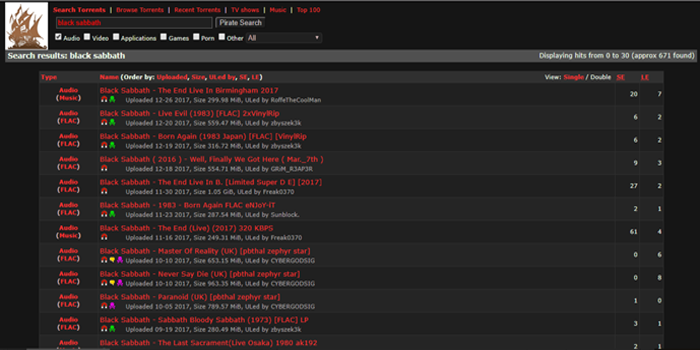 Search Torrents | Browse Torrents | Recent Torrents | TV shows | Music | Top 100
black sabbath Pirate Search
Audio Video Applications Games Porn Other All
Search results: black sabbath Displaying hits from 0 to 30 (approx 671 found)
Type Name (Order by: Uploaded, Size, ULed by, SE, LE) View: Single / Double SE LE
Audio Black Sabbath - The End Live In Birmingham 2017 20 7
(Music) Uploaded 12-26 2017, Size 299.98 MiB, ULed by RoffeTheCoolMan
Audio Black Sabbath - Live Evil (1983) [FLAC] 2xVinylRip 6 2
(FLAC) Uploaded 12-20 2017, Size 559.47 MiB, ULed by zbyszek3k
Audio Black Sabbath - Born Again (1983 Japan) [FLAC] [VinylRip 6 2
(FLAC) Uploaded 12-19 2017, Size 316.72 MiB, ULed by zbyszek3k
Audio Black Sabbath ( 2016 ) - Well, Finally We Got Here ( Mar._7th ) 9 3
(FLAC) Uploaded 12-18 2017, Size 554.71 MiB, ULed by GRiM_R3AP3R
Audio Black Sabbath - The End Live In B. [Limited Super D E] [2017] 27 2
(FLAC) Uploaded 11-30 2017, Size 1.05 GiB, ULed by Freak0370
Audio Black Sabbath - 1983 - Born Again FLAC eNJoY-iT 2 1
(FLAC) Uploaded 11-23 2017, Size 287.54 MiB, ULed by Sunblock.
Audio Black Sabbath - The End (Live) (2017) 320 KBPS 61 4
(Music) Uploaded 11-16 2017, Size 249.31 MiB, ULed by Freak0370
Audio Black Sabbath - Master Of Reality (UK) [pbthal zephyr star] 0 6
(FLAC) Uploaded 10-10 2017, Size 653.15 MiB, ULed by CYBERGODSIG
Audio Black Sabbath - Never Say Die (UK) [pbthal zephyr star] 0 8
(FLAC) Uploaded 10-10 2017, Size 963.35 MiB, ULed by CYBERGODSIG
Audio Black Sabbath - Paranoid (UK) [pbthal zephyr star] 1 0
(FLAC) Uploaded 10-05 2017, Size 789.57 MiB, ULed by CYBERGODSIG
Audio Black Sabbath - Sabbath Bloody Sabbath (1973) [FLAC] LP 3 1
(FLAC) Uploaded 09-19 2017, Size 280.49 MiB, ULed by zbyszek3k
Audio Black Sabbath - The Last Sacrament(Live Osaka) 1980 ak192 2 1